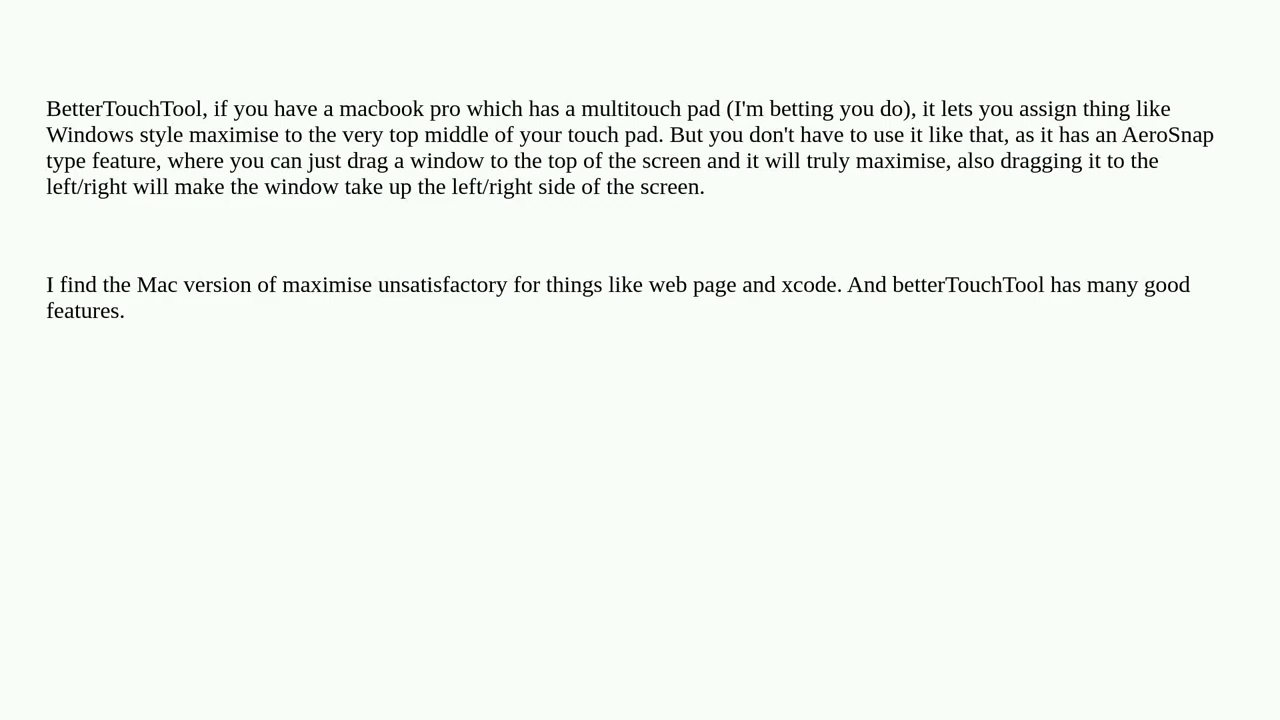 BetterTouchTool, if you have a macbook pro which has a multitouch pad (I'm betting you do), it lets you assign thing like
Windows style maximise to the very top middle of your touch pad. But you don't have to use it like that, as it has an AeroSnap
type feature, where you can just drag a window to the top of the screen and it will truly maximise, also dragging it to the
left/right will make the window take up the left/right side of the screen.
I find the Mac version of maximise unsatisfactory for things like web page and xcode. And betterTouchTool has many good
features.